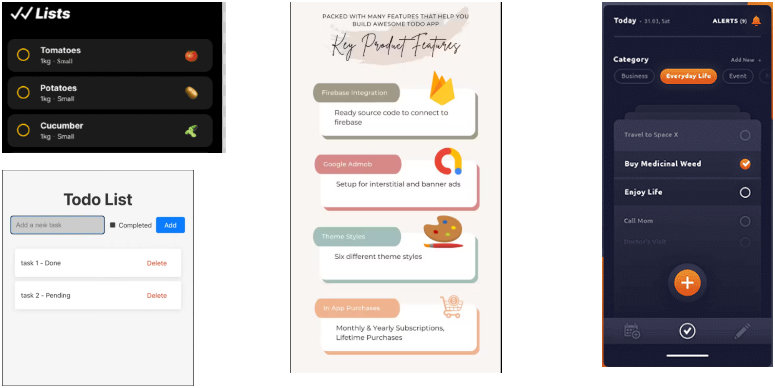 Lists
Tomatoes
1kg · Small
Potatoes
1kg · Small
Cucumber
1kg · Small
Todo List
Add a new task
Completed
Add
task 1 - Done
Delete
task 2 - Pending
Delete
PACKED WITH MANY FEATURES THAT HELP YOU
BUILD AWESOME TODO APP
Key Product Features
Firebase Integration
Ready source code to connect to
firebase
Google Admob
Setup for interstitial and banner ads
Theme Styles
Six different theme styles
In App Purchases
Monthly & Yearly Subscriptions,
Lifetime Purchases
Today · 31.03, Sat
ALERTS (9)
Category
Add New +
Business
Everyday Life
Event
Travel to Space X
Buy Medicinal Weed
Enjoy Life
Call Mom
Doctor's Visit